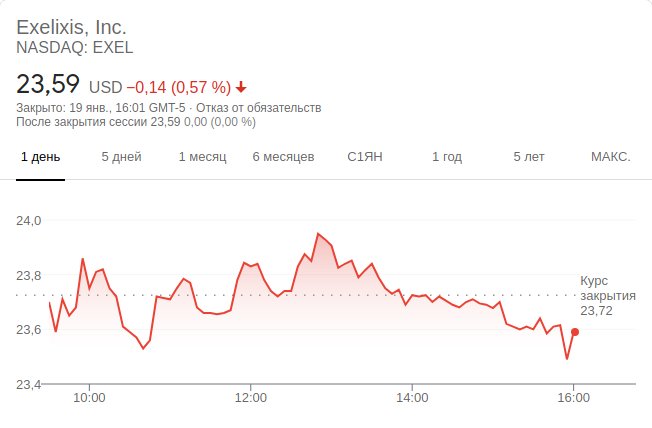 Exelixis, Inc.
NASDAQ: EXEL
23,59 USD −0,14 (0,57 %)
Закрыто: 19 янв., 16:01 GMT-5 · Отказ от обязательств
После закрытия сессии 23,59 0,00 (0,00 %)
1 день 5 дней 1 месяц 6 месяцев С1ЯН 1 год 5 лет МАКС.
24,0
23,8
Курс
закрытия
23,72
23,6
23,4
10:00 12:00 14:00 16:00